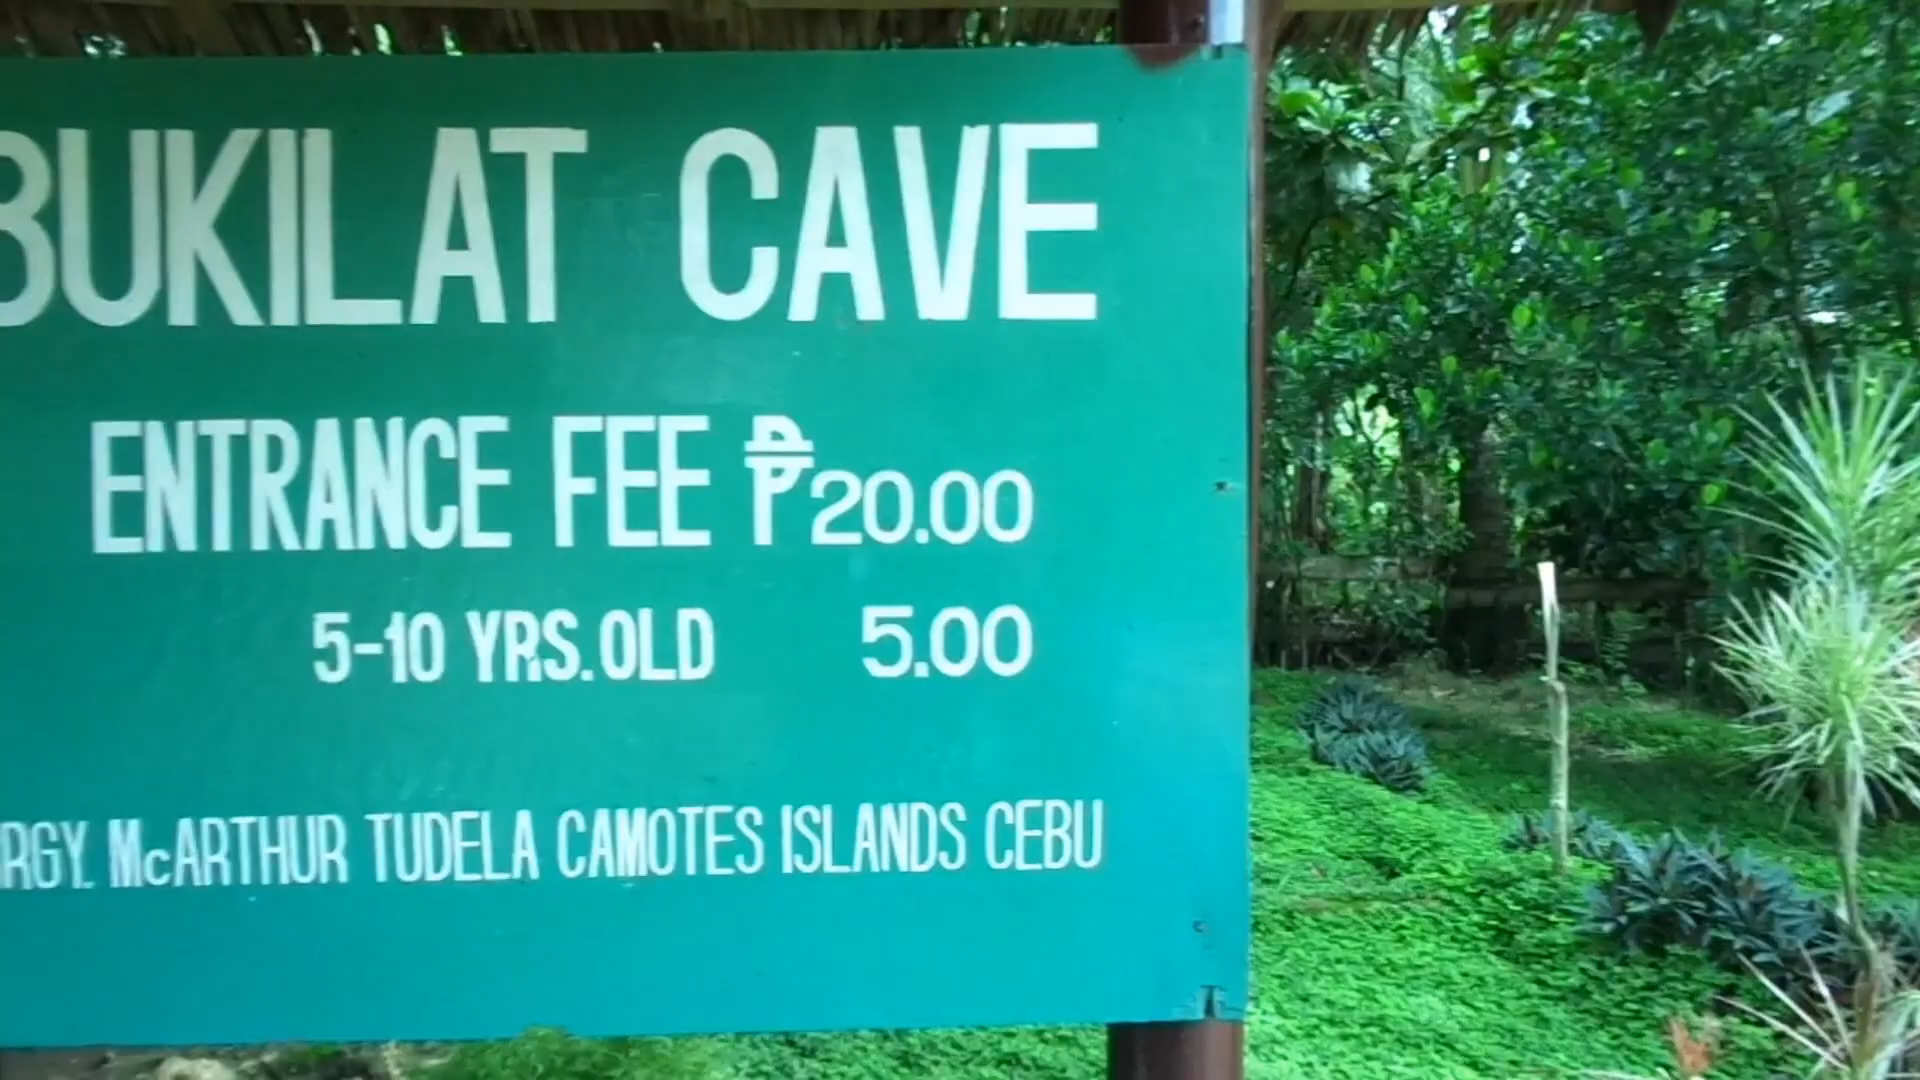 BUKILAT CAVE
ENTRANCE FEE ₱20.00
5-10 YRS. OLD 5.00
RGY. McARTHUR TUDELA CAMOTES ISLANDS CEBU